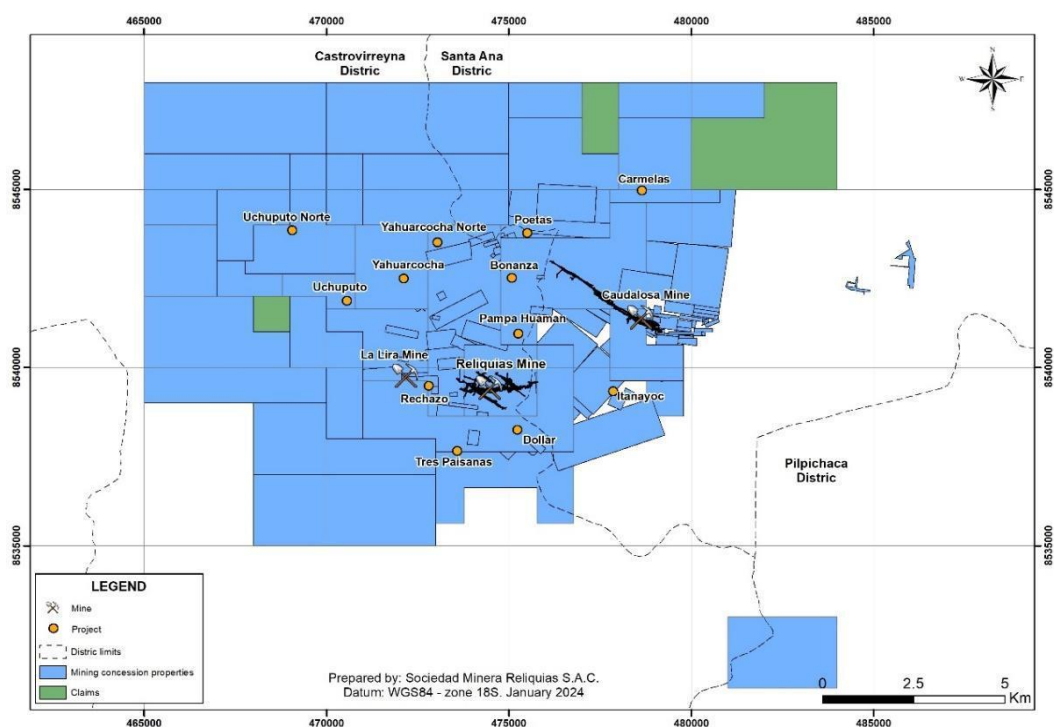 465000 470000 475000 480000 485000
Castrovirreyna
Distric
Santa Ana
Distric
N
W
E
S
8545000
8545000
Carmelas
Uchuputo Norte
Yahuarcocha Norte
Poetas
Yahuarcocha
Bonanza
Uchuputo
Caudalosa Mine
Pampa Huaman
La Lira Mine
Reliquias Mine
8540000
8540000
Rechazo
Itanayoc
Dollar
Tres Paisanas
Pilpichaca
Distric
8535000
8535000
LEGEND
Mine
Project
Distric limits
Mining concession properties
Claims
Prepared by: Sociedad Minera Reliquias S.A.C.
Datum: WGS84 - zone 18S. January 2024
0 2.5 5
Km
465000 470000 475000 480000 485000